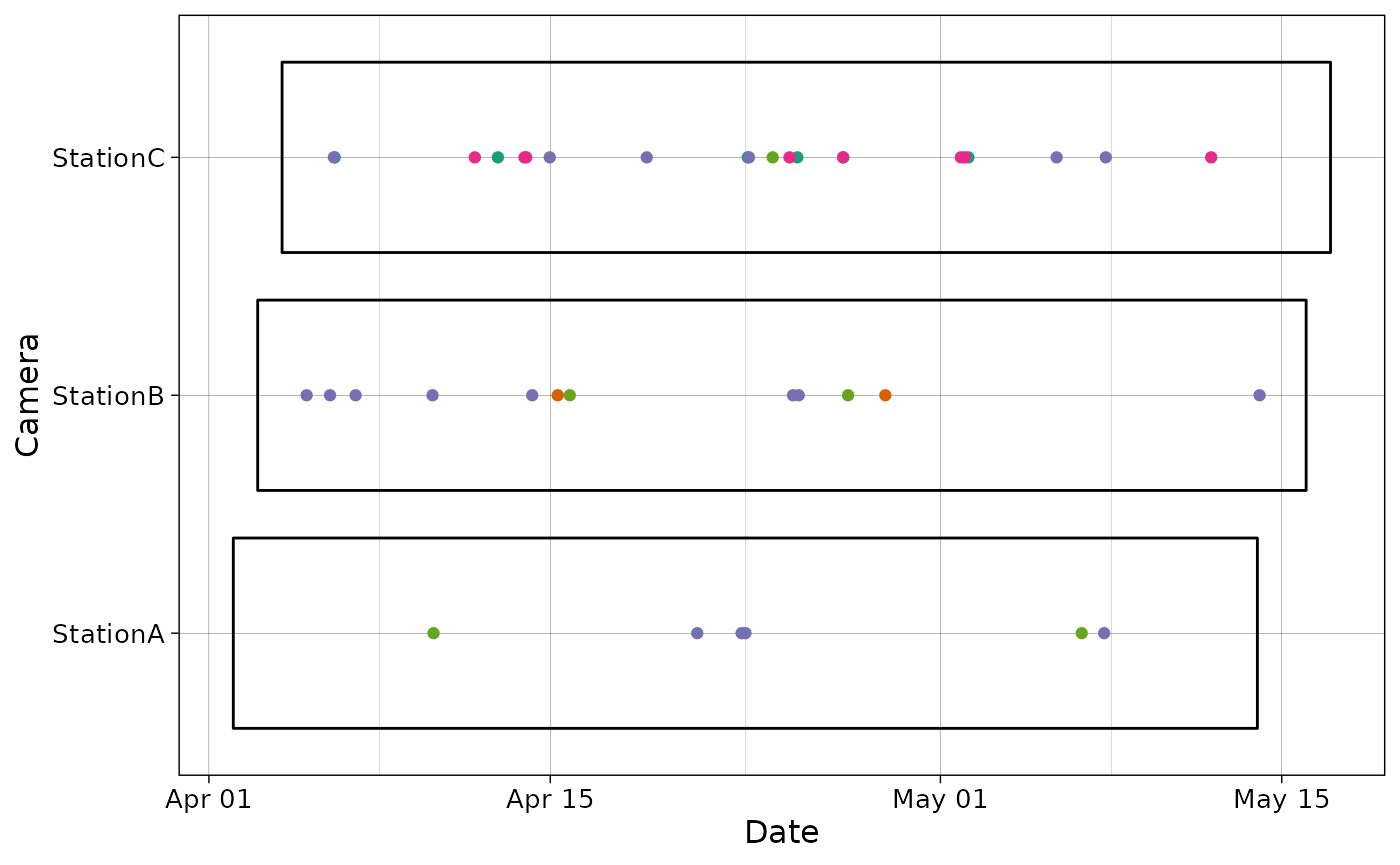 StationC
StationB
StationA
Camera
Apr 01
Apr 15
May 01
May 15
Date